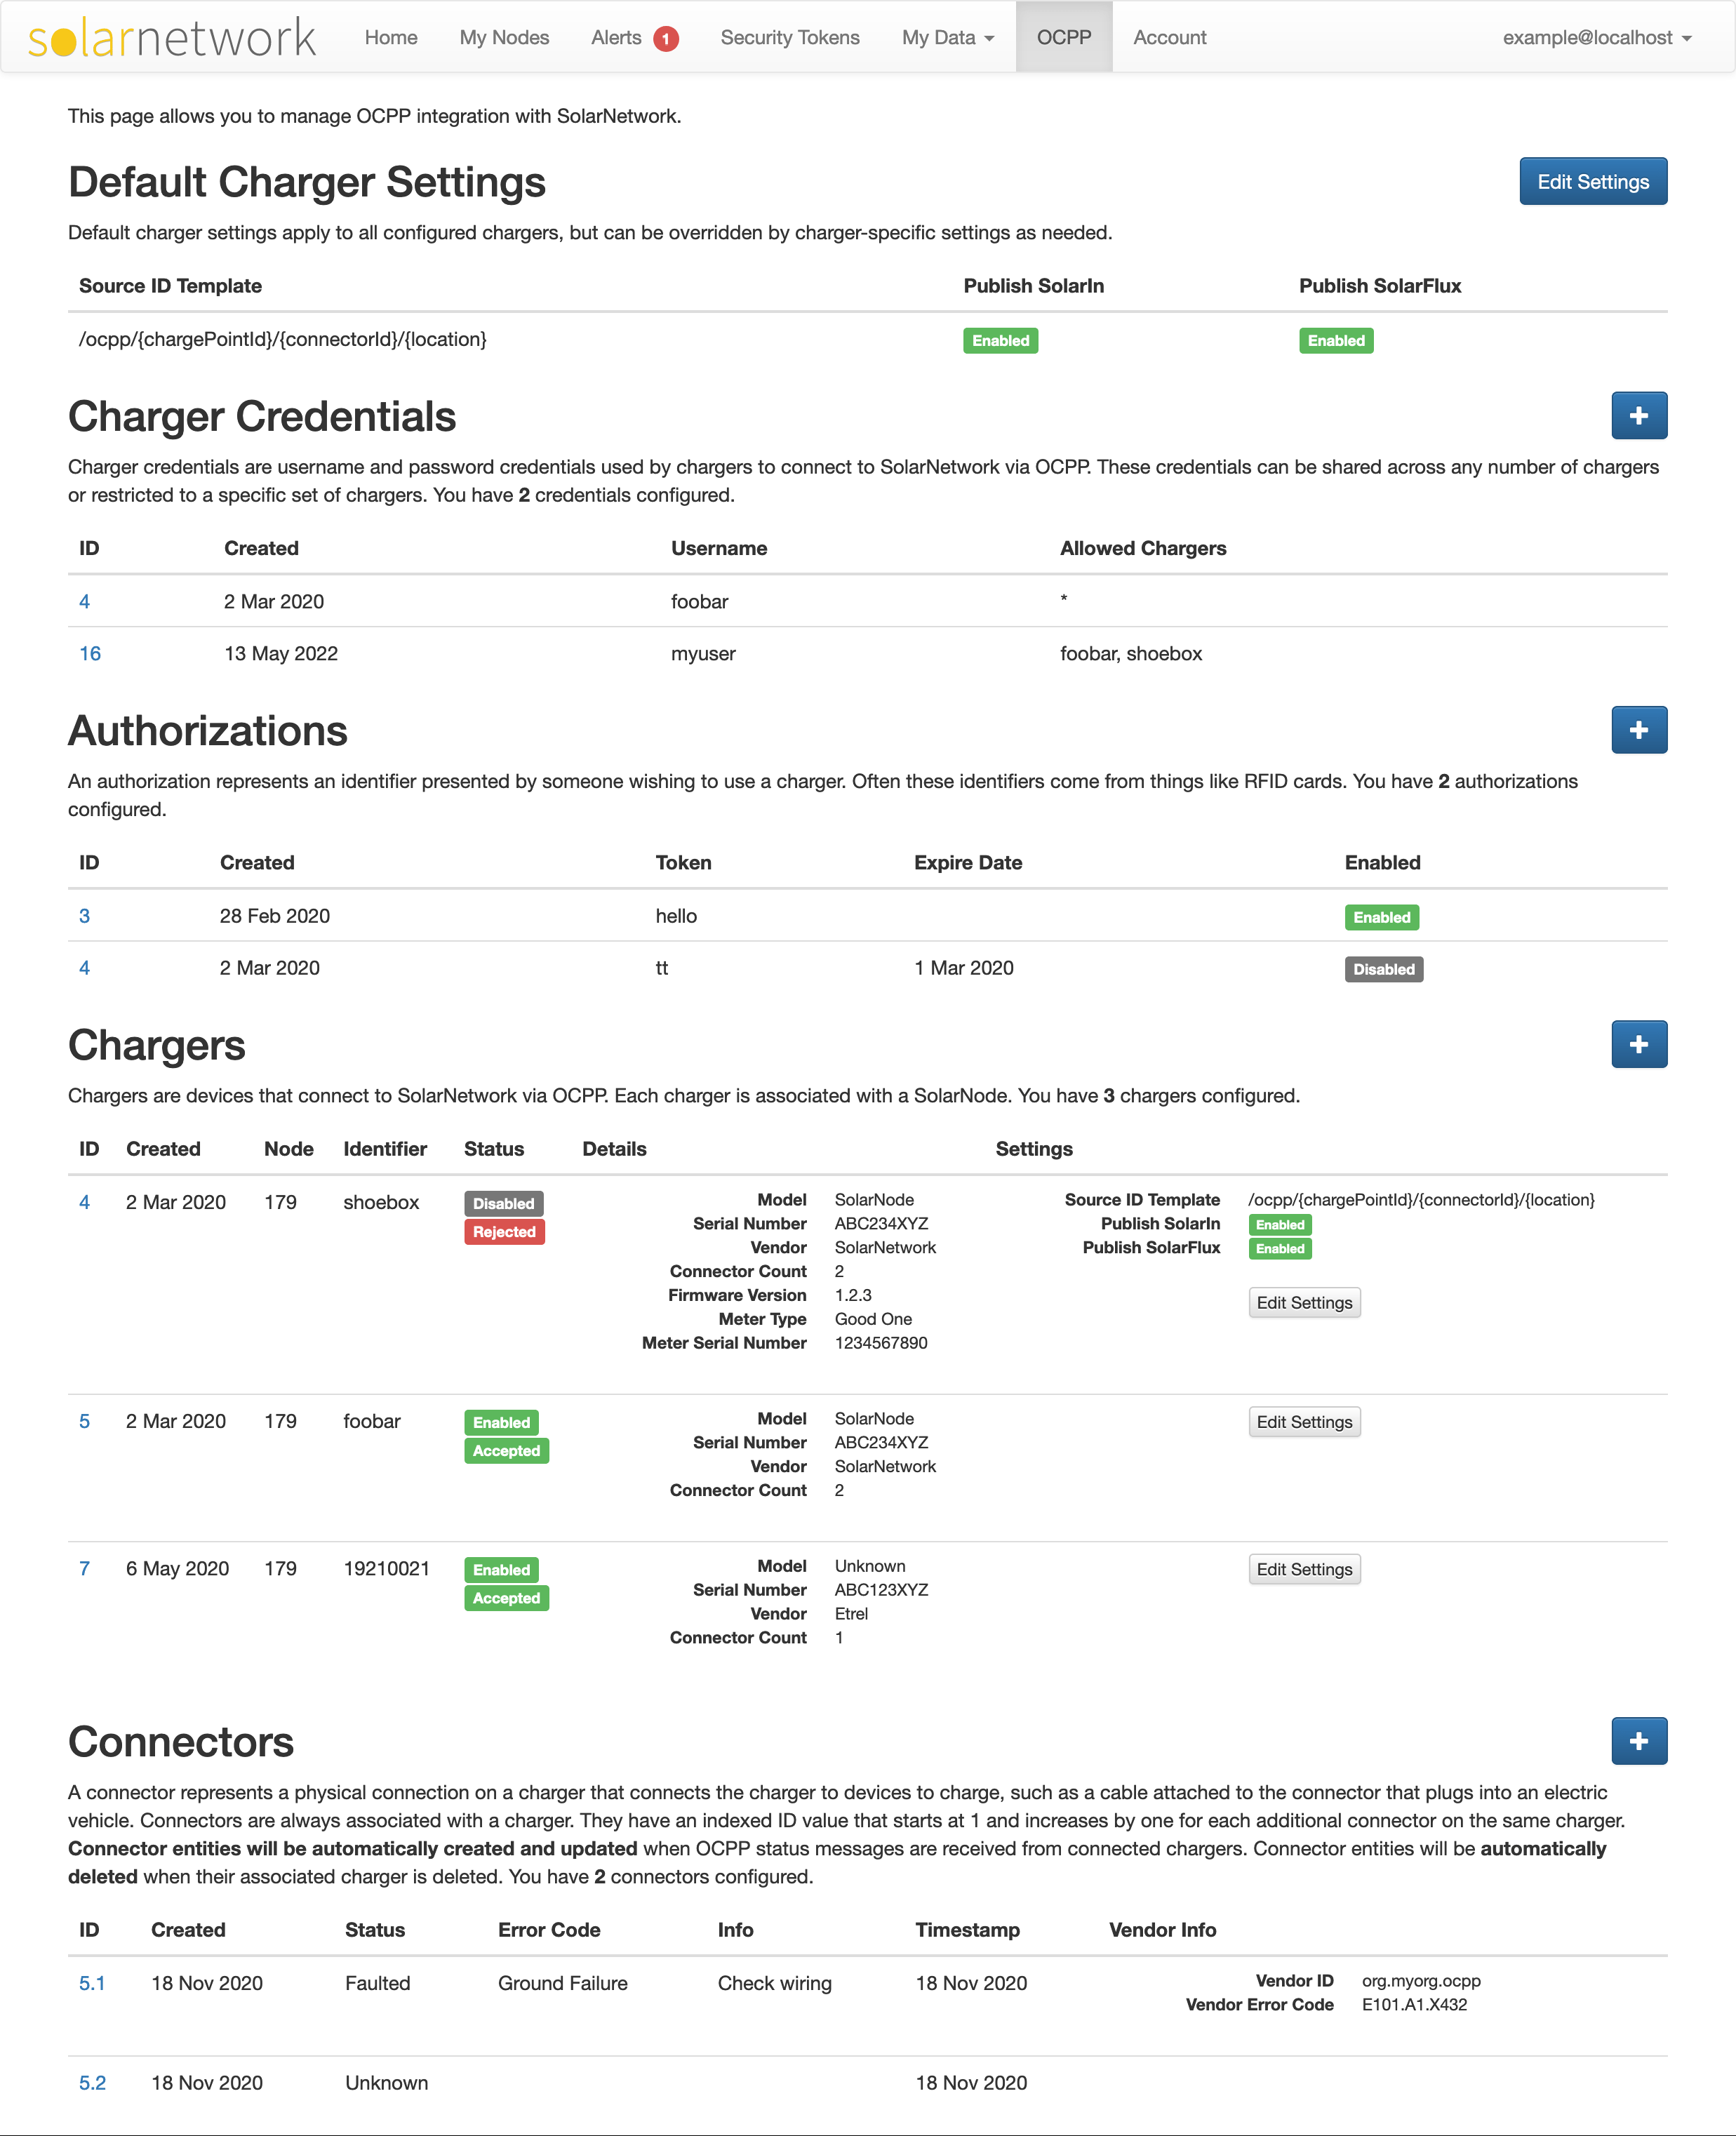 solarnetwork Home My Nodes Alerts 1 Security Tokens My Data OCPP Account example@localhost
This page allows you to manage OCPP integration with SolarNetwork.
Default Charger Settings Edit Settings
Default charger settings apply to all configured chargers, but can be overridden by charger-specific settings as needed.
Source ID Template Publish SolarIn Publish SolarFlux
/ocpp/{chargePointId}/{connectorId}/{location} Enabled Enabled
Charger Credentials +
Charger credentials are username and password credentials used by chargers to connect to SolarNetwork via OCPP. These credentials can be shared across any number of chargers
or restricted to a specific set of chargers. You have 2 credentials configured.
ID Created Username Allowed Chargers
4 2 Mar 2020 foobar *
16 13 May 2022 myuser foobar, shoebox
Authorizations +
An authorization represents an identifier presented by someone wishing to use a charger. Often these identifiers come from things like RFID cards. You have 2 authorizations
configured.
ID Created Token Expire Date Enabled
3 28 Feb 2020 hello Enabled
4 2 Mar 2020 tt 1 Mar 2020 Disabled
Chargers +
Chargers are devices that connect to SolarNetwork via OCPP. Each charger is associated with a SolarNode. You have 3 chargers configured.
ID Created Node Identifier Status Details Settings
4 2 Mar 2020 179 shoebox Disabled Model SolarNode Source ID Template /ocpp/{chargePointId}/{connectorId}/{location}
Rejected Serial Number ABC234XYZ Publish SolarIn Enabled
Vendor SolarNetwork Publish SolarFlux Enabled
Connector Count 2
Firmware Version 1.2.3 Edit Settings
Meter Type Good One
Meter Serial Number 1234567890
5 2 Mar 2020 179 foobar Enabled Model SolarNode Edit Settings
Accepted Serial Number ABC234XYZ
Vendor SolarNetwork
Connector Count 2
7 6 May 2020 179 19210021 Enabled Model Unknown Edit Settings
Accepted Serial Number ABC123XYZ
Vendor Etrel
Connector Count 1
Connectors +
A connector represents a physical connection on a charger that connects the charger to devices to charge, such as a cable attached to the connector that plugs into an electric
vehicle. Connectors are always associated with a charger. They have an indexed ID value that starts at 1 and increases by one for each additional connector on the same charger.
Connector entities will be automatically created and updated when OCPP status messages are received from connected chargers. Connector entities will be automatically
deleted when their associated charger is deleted. You have 2 connectors configured.
ID Created Status Error Code Info Timestamp Vendor Info
5.1 18 Nov 2020 Faulted Ground Failure Check wiring 18 Nov 2020 Vendor ID org.myorg.ocpp
Vendor Error Code E101.A1.X432
5.2 18 Nov 2020 Unknown 18 Nov 2020